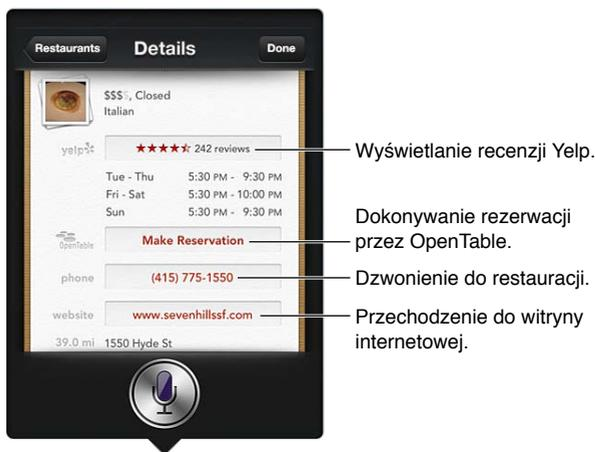 Restaurants
Details
Done
$$$$, Closed
Italian
yelp
242 reviews
Wyświetlanie recenzji Yelp.
Tue - Thu 5:30 PM - 9:30 PM
Fri - Sat 5:30 PM - 10:00 PM
Sun 5:30 PM - 9:30 PM
OpenTable
Make Reservation
Dokonywanie rezerwacji
przez OpenTable.
phone
(415) 775-1550
Dzwonienie do restauracji.
website
www.sevenhillssf.com
Przechodzenie do witryny
internetowej.
39.0 mi 1550 Hyde St